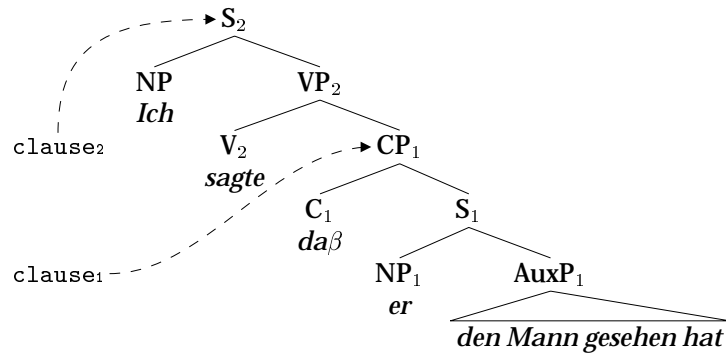 S₂
NP VP₂
Ich
clause₂ V₂ CP₁
sagte
C₁ S₁
daβ
clause₁ NP₁ AuxP₁
er
den Mann gesehen hat